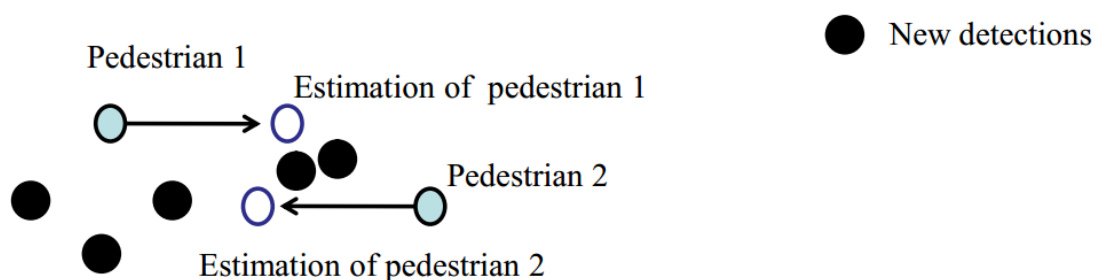 New detections
Pedestrian 1
Estimation of pedestrian 1
Pedestrian 2
Estimation of pedestrian 2